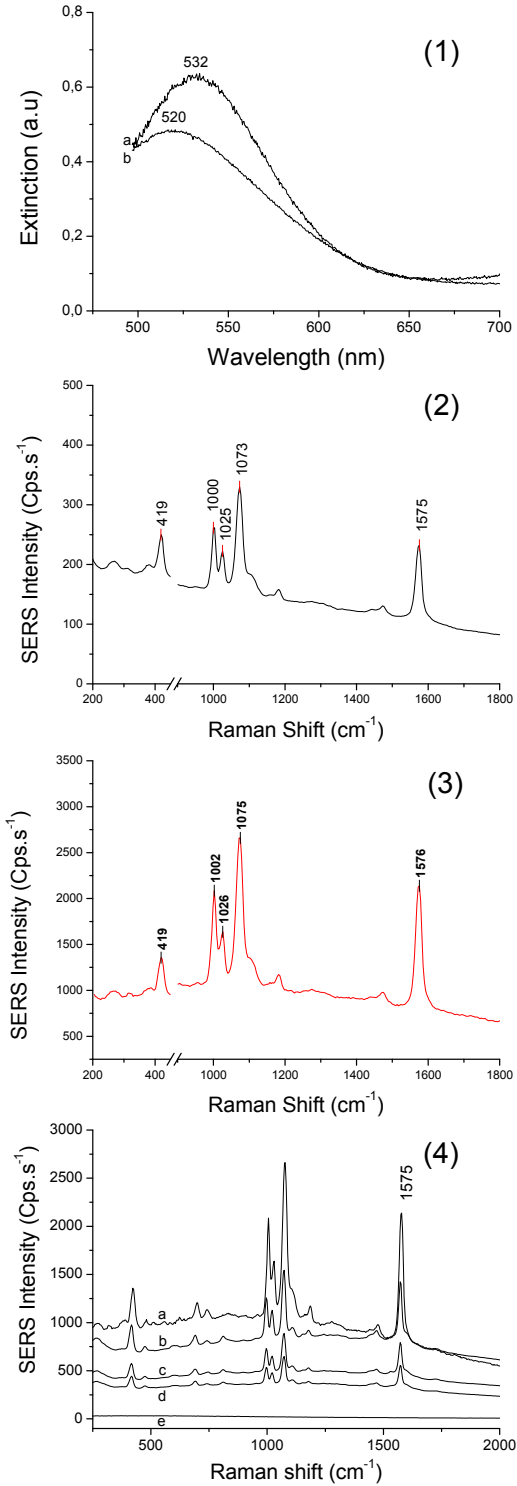 (1)
0,8
0,6
0,4
0,2
0,0
Extinction (a.u)
532
520
a
b
500 550 600 650 700
Wavelength (nm)
(2)
500
400
300
200
100
0
SERS Intensity (Cps.s⁻¹)
419
1000
1025
1073
1575
200 400 1000 1200 1400 1600 1800
Raman Shift (cm⁻¹)
(3)
3500
3000
2500
2000
1500
1000
500
SERS Intensity (Cps.s⁻¹)
419
1002
1026
1075
1576
200 400 1000 1200 1400 1600 1800
Raman Shift (cm⁻¹)
(4)
3000
2500
2000
1500
1000
500
0
SERS Intensity (Cps.s⁻¹)
1575
a
b
c
d
e
500 1000 1500 2000
Raman shift (cm⁻¹)